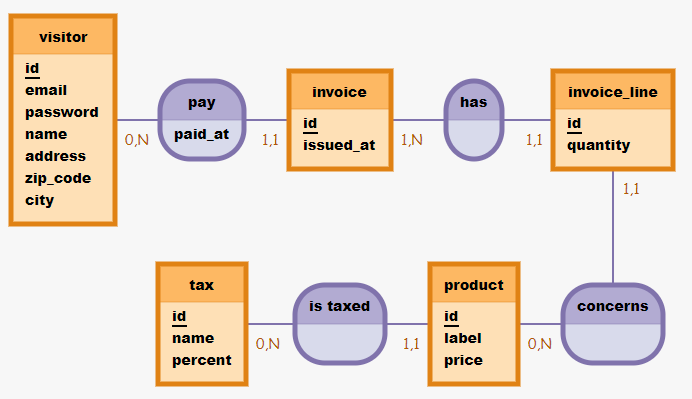 visitor
id
email
password
name
address
zip_code
city
0,N
pay
paid_at
1,1
invoice
id
issued_at
1,N
has
1,1
invoice_line
id
quantity
1,1
tax
id
name
percent
0,N
is taxed
1,1
product
id
label
price
0,N
concerns